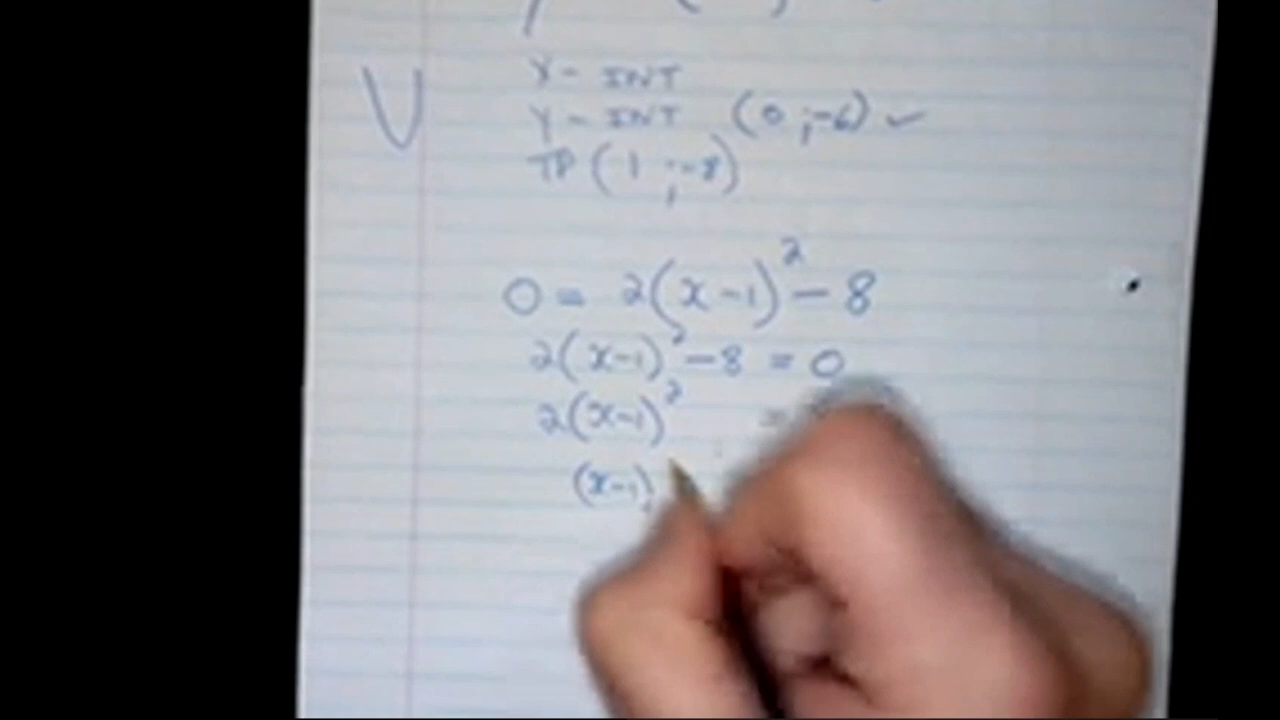 X - INT
Y - INT (0 ; -6) ✓
TP (1 ; -8)
0 = 2(x-1)² - 8
2(x-1)² - 8 = 0
2(x-1)² =
(x-1)